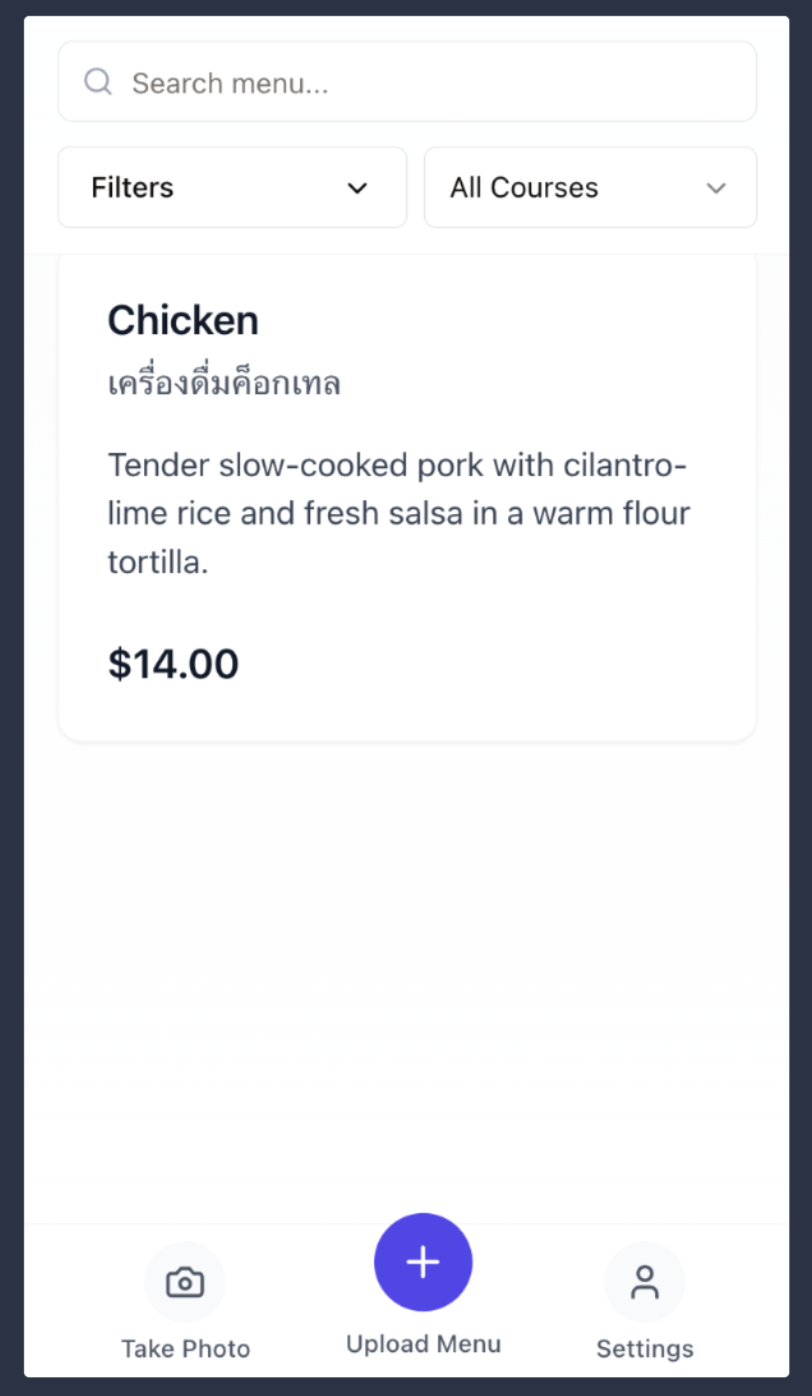 Search menu...
Filters
All Courses
Chicken
เครื่องดื่มค็อกเทล
Tender slow-cooked pork with cilantro-
lime rice and fresh salsa in a warm flour
tortilla.
$14.00
Take Photo
Upload Menu
Settings